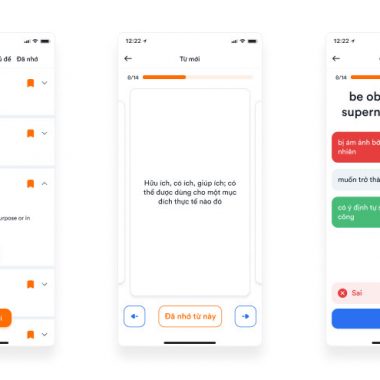 ủ đề Đã nhớ
urpose or in
12:22
Từ mới
0/14
Hữu ích, có ích, giúp ích; có
thể được dùng cho một mục
đích thực tế nào đó
Đã nhớ từ này
12:22
0/14
be ob
supern
bị ám ảnh bở
nhiên
muốn trở thà
có ý định tự s
công
Sai